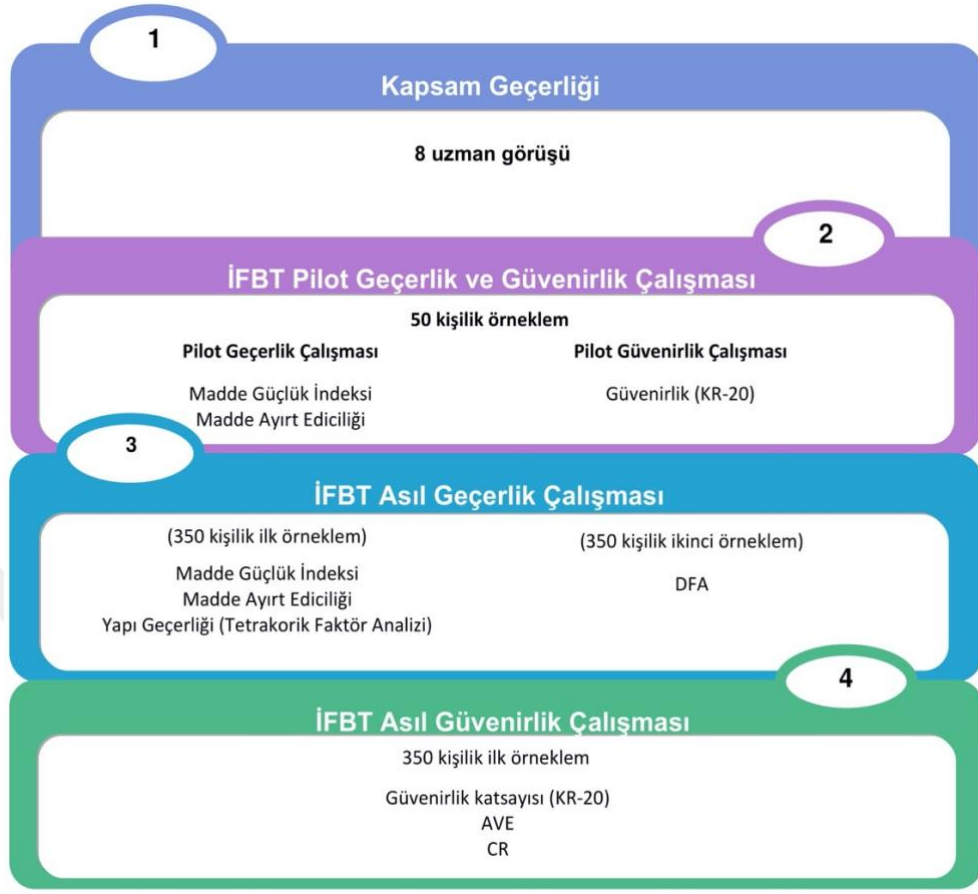 1
Kapsam Geçerliği
8 uzman görüşü
2
İFBT Pilot Geçerlik ve Güvenirlik Çalışması
50 kişilik örneklem
Pilot Geçerlik Çalışması
Madde Güçlük İndeksi
Madde Ayırt Ediciliği
Pilot Güvenirlik Çalışması
Güvenirlik (KR-20)
3
İFBT Asıl Geçerlik Çalışması
(350 kişilik ilk örneklem)
Madde Güçlük İndeksi
Madde Ayırt Ediciliği
Yapı Geçerliği (Tetrakorik Faktör Analizi)
(350 kişilik ikinci örneklem)
DFA
4
İFBT Asıl Güvenirlik Çalışması
350 kişilik ilk örneklem
Güvenirlik katsayısı (KR-20)
AVE
CR